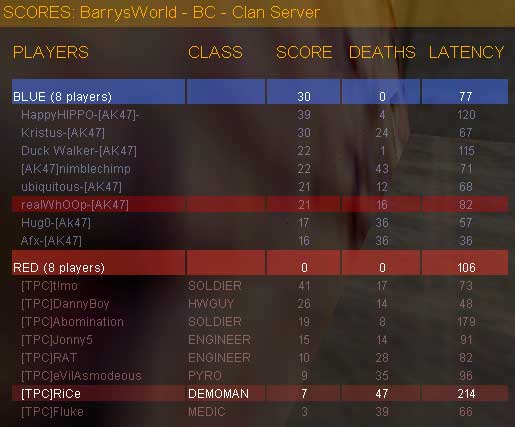 SCORES: BarrysWorld - BC - Clan Server
PLAYERS CLASS SCORE DEATHS LATENCY
BLUE (8 players) 30 0 77
HappyHIPPO-[AK47]- 39 4 120
Kristus-[AK47] 30 24 67
Duck Walker-[AK47] 22 1 115
[AK47]nimblechimp 22 43 71
ubiquitous-[AK47] 21 12 68
realWhOOp-[AK47] 21 16 82
Hug0-[Ak47] 17 36 57
Afx-[AK47] 16 36 36
RED (8 players) 0 0 106
[TPC]t!mo SOLDIER 41 17 73
[TPC]DannyBoy HWGUY 26 14 48
[TPC]Abomination SOLDIER 19 8 179
[TPC]Jonny5 ENGINEER 15 14 91
[TPC]RAT ENGINEER 10 28 82
[TPC]eVilAsmodeous PYRO 9 35 96
[TPC]RiCe DEMOMAN 7 47 214
[TPC]Fluke MEDIC 3 39 66